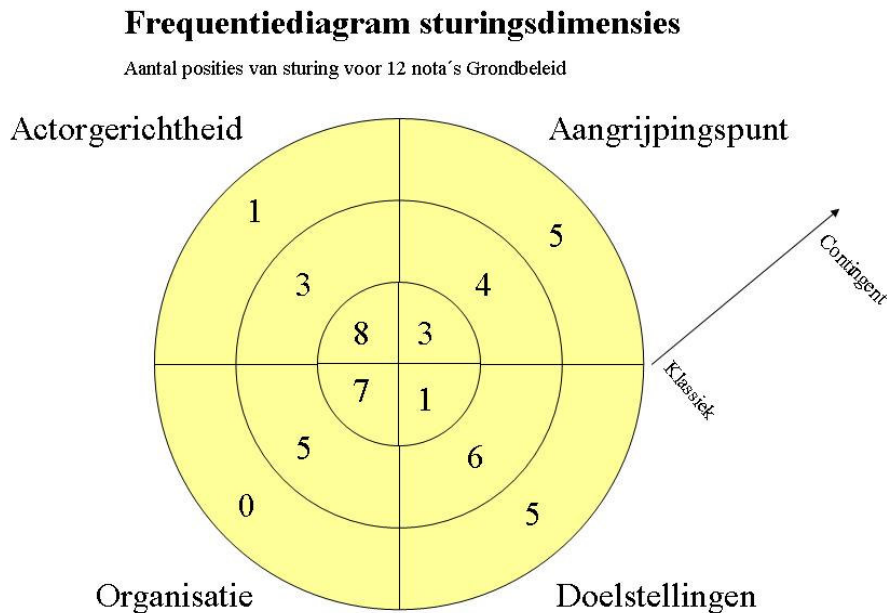 Frequentiediagram sturingsdimensies
Aantal posities van sturing voor 12 nota´s Grondbeleid
Actorgerichtheid
Aangrijpingspunt
1
5
3
4
8
3
7
1
5
6
0
5
Contingent
Klassiek
Organisatie
Doelstellingen